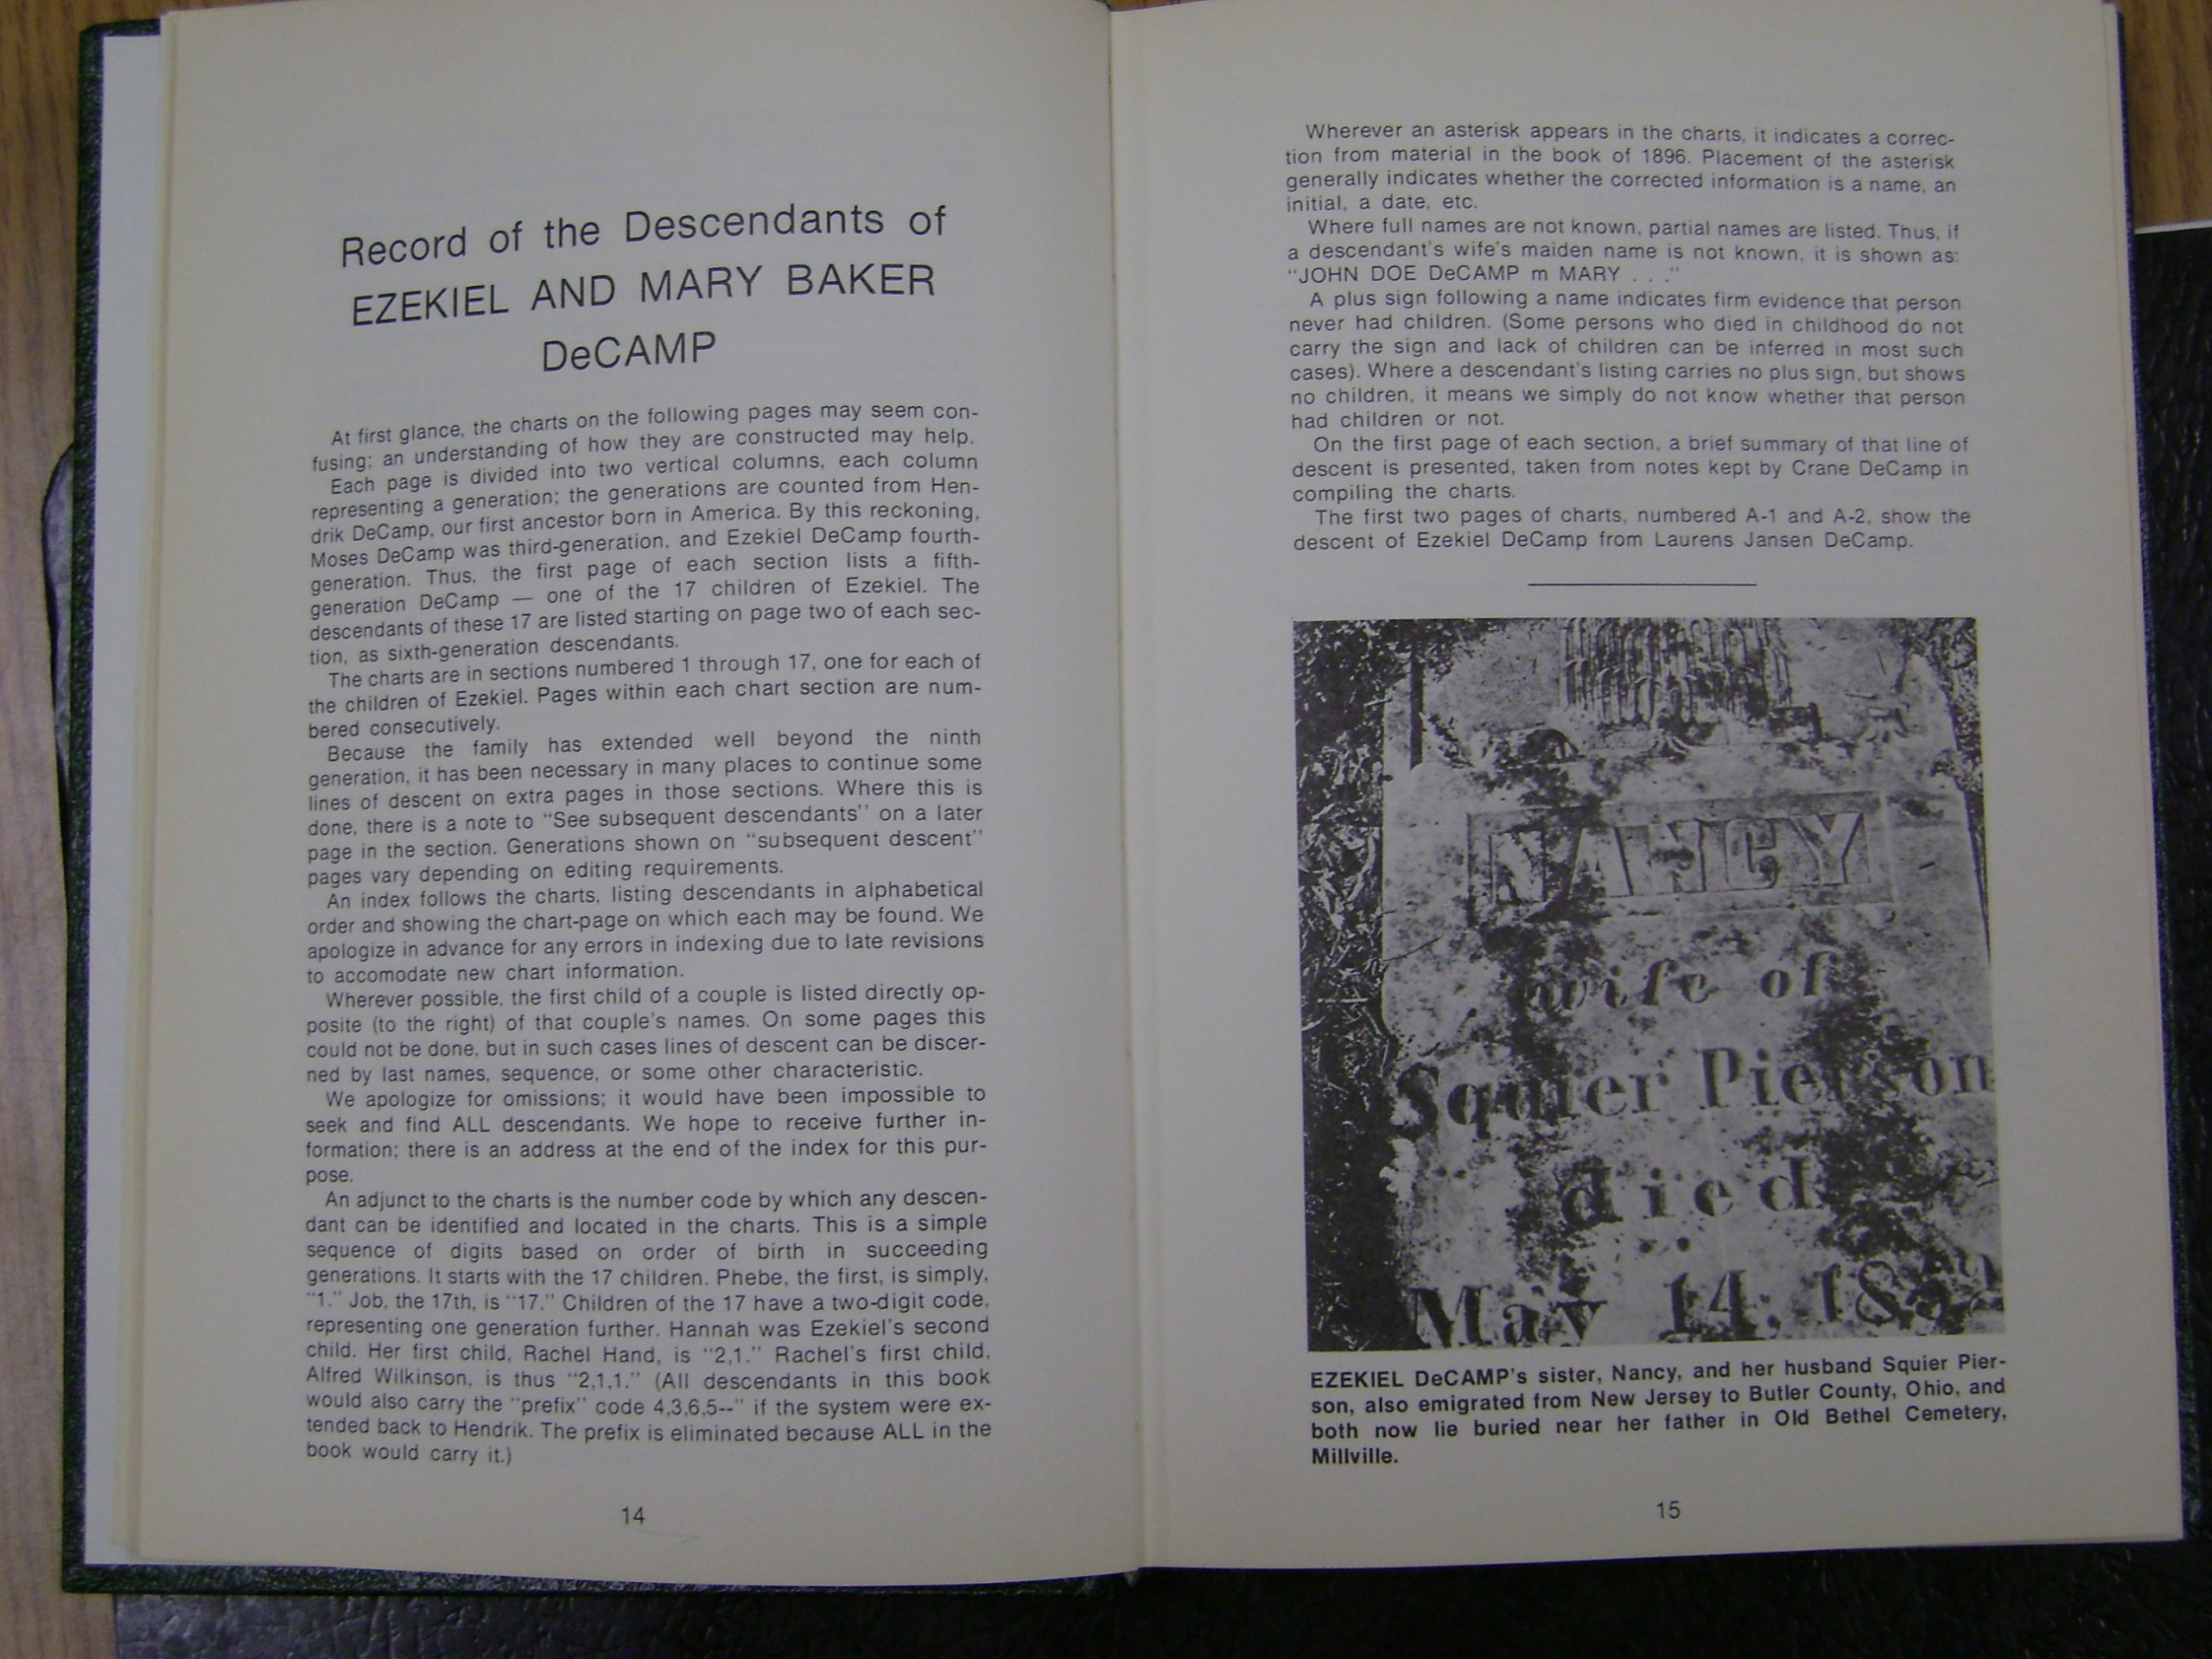 Record of the Descendants of
EZEKIEL AND MARY BAKER
DeCAMP
At first glance, the charts on the following pages may seem con-
fusing; an understanding of how they are constructed may help.
Each page is divided into two vertical columns, each column
representing a generation; the generations are counted from Hen-
drik DeCamp, our first ancestor born in America. By this reckoning,
Moses DeCamp was third-generation, and Ezekiel DeCamp fourth-
generation. Thus, the first page of each section lists a fifth-
generation DeCamp — one of the 17 children of Ezekiel. The
descendants of these 17 are listed starting on page two of each sec-
tion, as sixth-generation descendants.
The charts are in sections numbered 1 through 17, one for each of
the children of Ezekiel. Pages within each chart section are num-
bered consecutively.
Because the family has extended well beyond the ninth
generation, it has been necessary in many places to continue some
lines of descent on extra pages in those sections. Where this is
done, there is a note to "See subsequent descendants" on a later
page in the section. Generations shown on "subsequent descent"
pages vary depending on editing requirements.
An index follows the charts, listing descendants in alphabetical
order and showing the chart-page on which each may be found. We
apologize in advance for any errors in indexing due to late revisions
to accomodate new chart information.
Wherever possible, the first child of a couple is listed directly op-
posite (to the right) of that couple's names. On some pages this
could not be done, but in such cases lines of descent can be discer-
ned by last names, sequence, or some other characteristic.
We apologize for omissions; it would have been impossible to
seek and find ALL descendants. We hope to receive further in-
formation; there is an address at the end of the index for this pur-
pose.
An adjunct to the charts is the number code by which any descen-
dant can be identified and located in the charts. This is a simple
sequence of digits based on order of birth in succeeding
generations. It starts with the 17 children. Phebe, the first, is simply,
"1." Job, the 17th, is "17." Children of the 17 have a two-digit code,
representing one generation further. Hannah was Ezekiel's second
child. Her first child, Rachel Hand, is "2,1." Rachel's first child,
Alfred Wilkinson, is thus "2,1,1." (All descendants in this book
would also carry the "prefix" code 4,3,6,5--" if the system were ex-
tended back to Hendrik. The prefix is eliminated because ALL in the
book would carry it.)
14
Wherever an asterisk appears in the charts, it indicates a correc-
tion from material in the book of 1896. Placement of the asterisk
generally indicates whether the corrected information is a name, an
initial, a date, etc.
Where full names are not known, partial names are listed. Thus, if
a descendant's wife's maiden name is not known, it is shown as:
"JOHN DOE DeCAMP m MARY . . ."
A plus sign following a name indicates firm evidence that person
never had children. (Some persons who died in childhood do not
carry the sign and lack of children can be inferred in most such
cases). Where a descendant's listing carries no plus sign, but shows
no children, it means we simply do not know whether that person
had children or not.
On the first page of each section, a brief summary of that line of
descent is presented, taken from notes kept by Crane DeCamp in
compiling the charts.
The first two pages of charts, numbered A-1 and A-2, show the
descent of Ezekiel DeCamp from Laurens Jansen DeCamp.
NANCY
wife of
Squier Pierson
died
May 14,
EZEKIEL DeCAMP's sister, Nancy, and her husband Squier Pier-
son, also emigrated from New Jersey to Butler County, Ohio, and
both now lie buried near her father in Old Bethel Cemetery,
Millville.
15